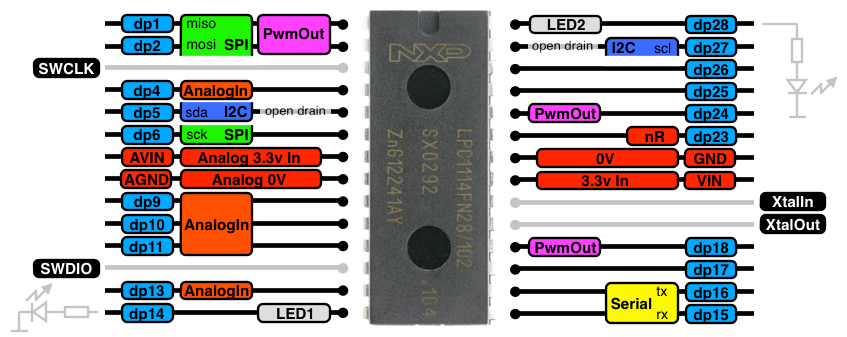 dp1 miso PwmOut
dp2 mosi SPI
SWCLK
dp4 AnalogIn
dp5 sda I2C open drain
dp6 sck SPI
AVIN Analog 3.3v In
AGND Analog 0V
dp9
dp10 AnalogIn
dp11
SWDIO
dp13 AnalogIn
dp14 LED1
NXP
LPC1114FN28/102
SX0292 .104
Zn612241AY
LED2 dp28
open drain I2C scl dp27
dp26
dp25
PwmOut dp24
nR dp23
0V GND
3.3v In VIN
XtalIn
XtalOut
PwmOut dp18
dp17
Serial tx dp16
rx dp15